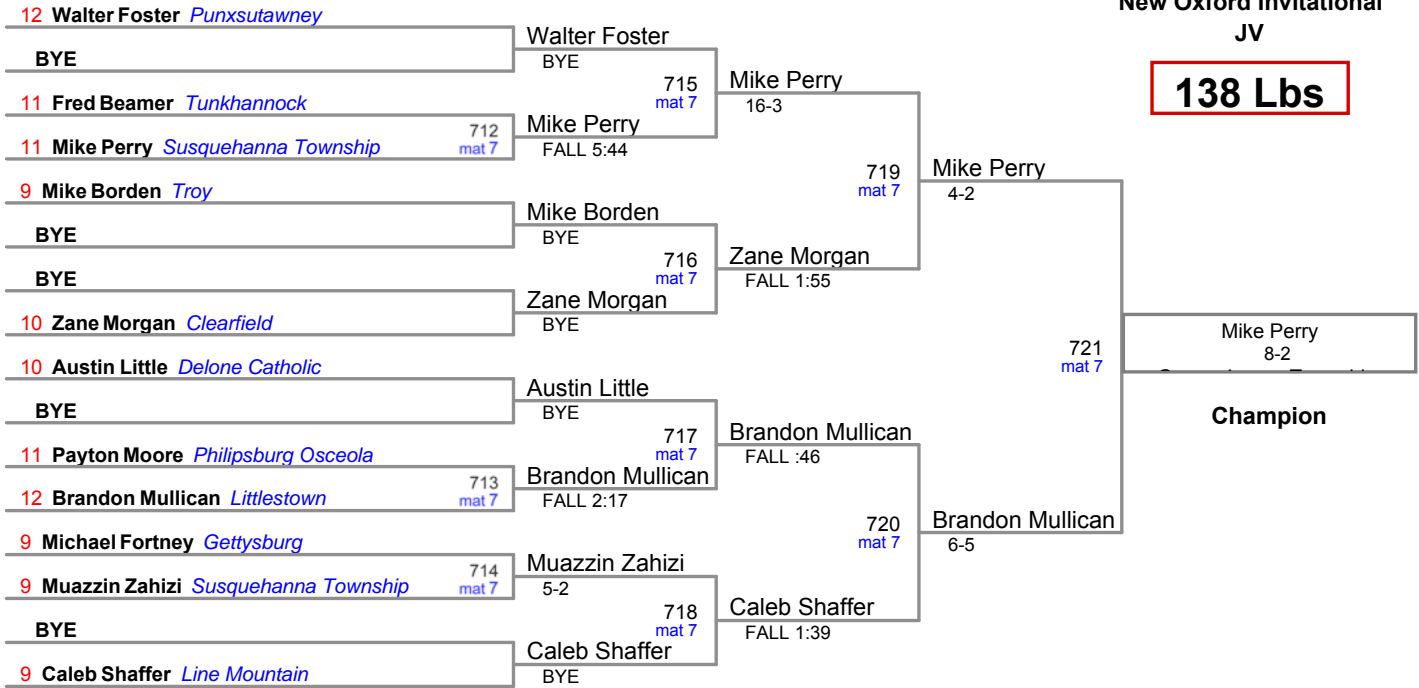 New Oxford Invitational
JV
138 Lbs
12 Walter Foster Punxsutawney
BYE
11 Fred Beamer Tunkhannock
11 Mike Perry Susquehanna Township
9 Mike Borden Troy
BYE
BYE
10 Zane Morgan Clearfield
10 Austin Little Delone Catholic
BYE
11 Payton Moore Philipsburg Osceola
12 Brandon Mullican Littlestown
9 Michael Fortney Gettysburg
9 Muazzin Zahizi Susquehanna Township
BYE
9 Caleb Shaffer Line Mountain
712
mat 7
713
mat 7
714
mat 7
Walter Foster
BYE
Mike Perry
FALL 5:44
Mike Borden
BYE
Zane Morgan
BYE
Austin Little
BYE
Brandon Mullican
FALL 2:17
Muazzin Zahizi
5-2
Caleb Shaffer
BYE
715
mat 7
716
mat 7
717
mat 7
718
mat 7
Mike Perry
16-3
Zane Morgan
FALL 1:55
Brandon Mullican
FALL :46
Caleb Shaffer
FALL 1:39
719
mat 7
720
mat 7
Mike Perry
4-2
Brandon Mullican
6-5
721
mat 7
Mike Perry
8-2
Champion